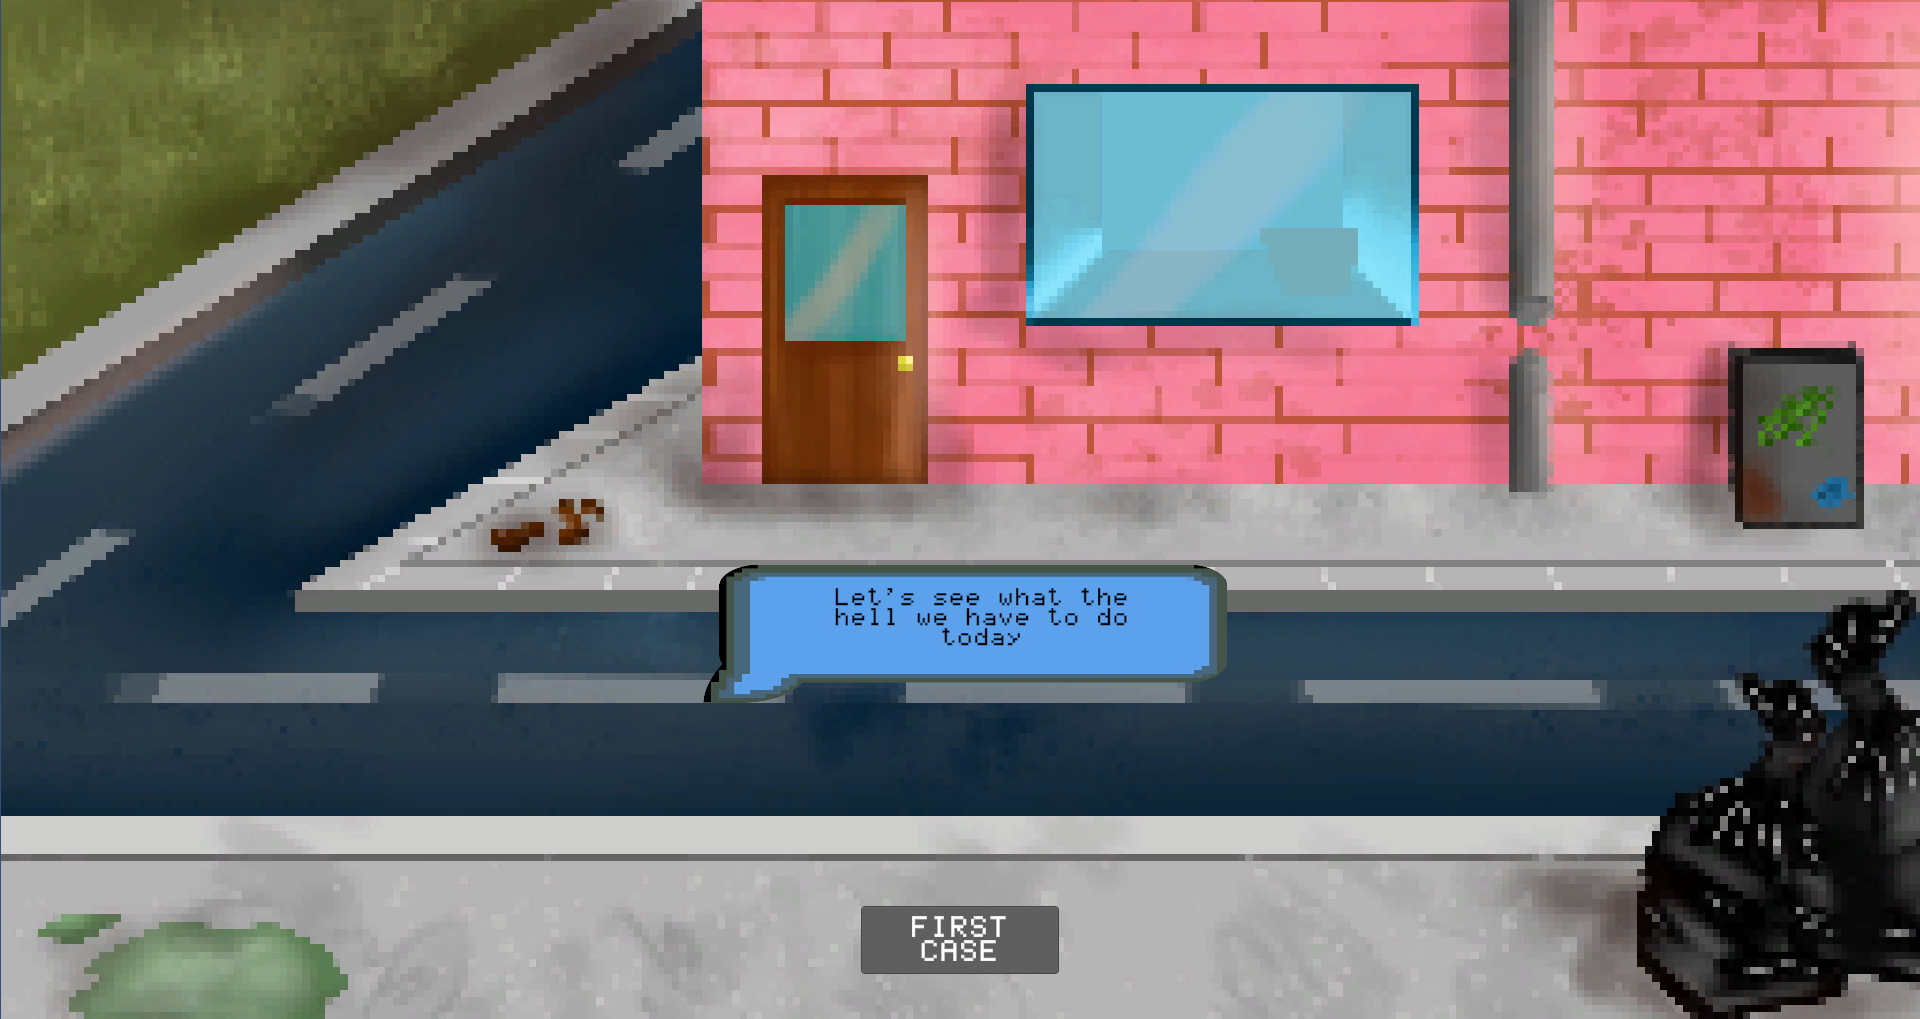 Let's see what the
hell we have to do
today
FIRST
CASE